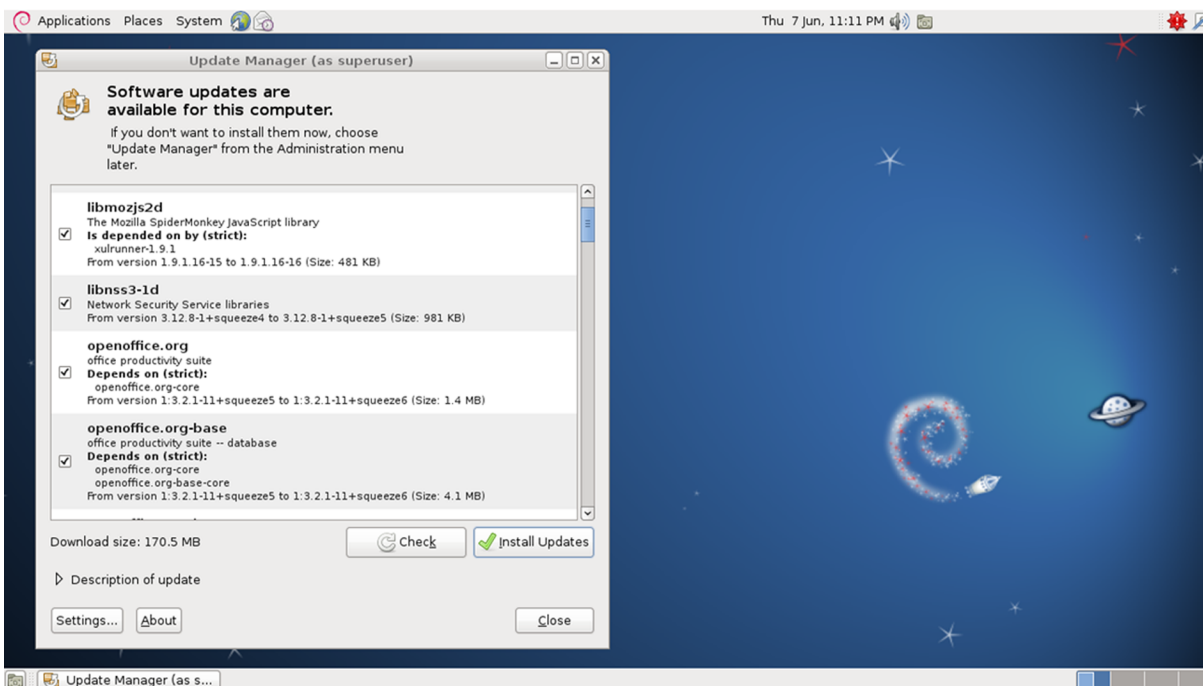 Applications Places System
Thu 7 Jun, 11:11 PM
Update Manager (as superuser)
Software updates are
available for this computer.
If you don't want to install them now, choose
"Update Manager" from the Administration menu
later.
libmozjs2d
The Mozilla SpiderMonkey JavaScript library
Is depended on by (strict):
xulrunner-1.9.1
From version 1.9.1.16-15 to 1.9.1.16-16 (Size: 481 KB)
libnss3-1d
Network Security Service libraries
From version 3.12.8-1+squeeze4 to 3.12.8-1+squeeze5 (Size: 981 KB)
openoffice.org
office productivity suite
Depends on (strict):
openoffice.org-core
From version 1:3.2.1-11+squeeze5 to 1:3.2.1-11+squeeze6 (Size: 1.4 MB)
openoffice.org-base
office productivity suite -- database
Depends on (strict):
openoffice.org-core
openoffice.org-base-core
From version 1:3.2.1-11+squeeze5 to 1:3.2.1-11+squeeze6 (Size: 4.1 MB)
Download size: 170.5 MB
Check
Install Updates
Description of update
Settings...
About
Close
Update Manager (as s...